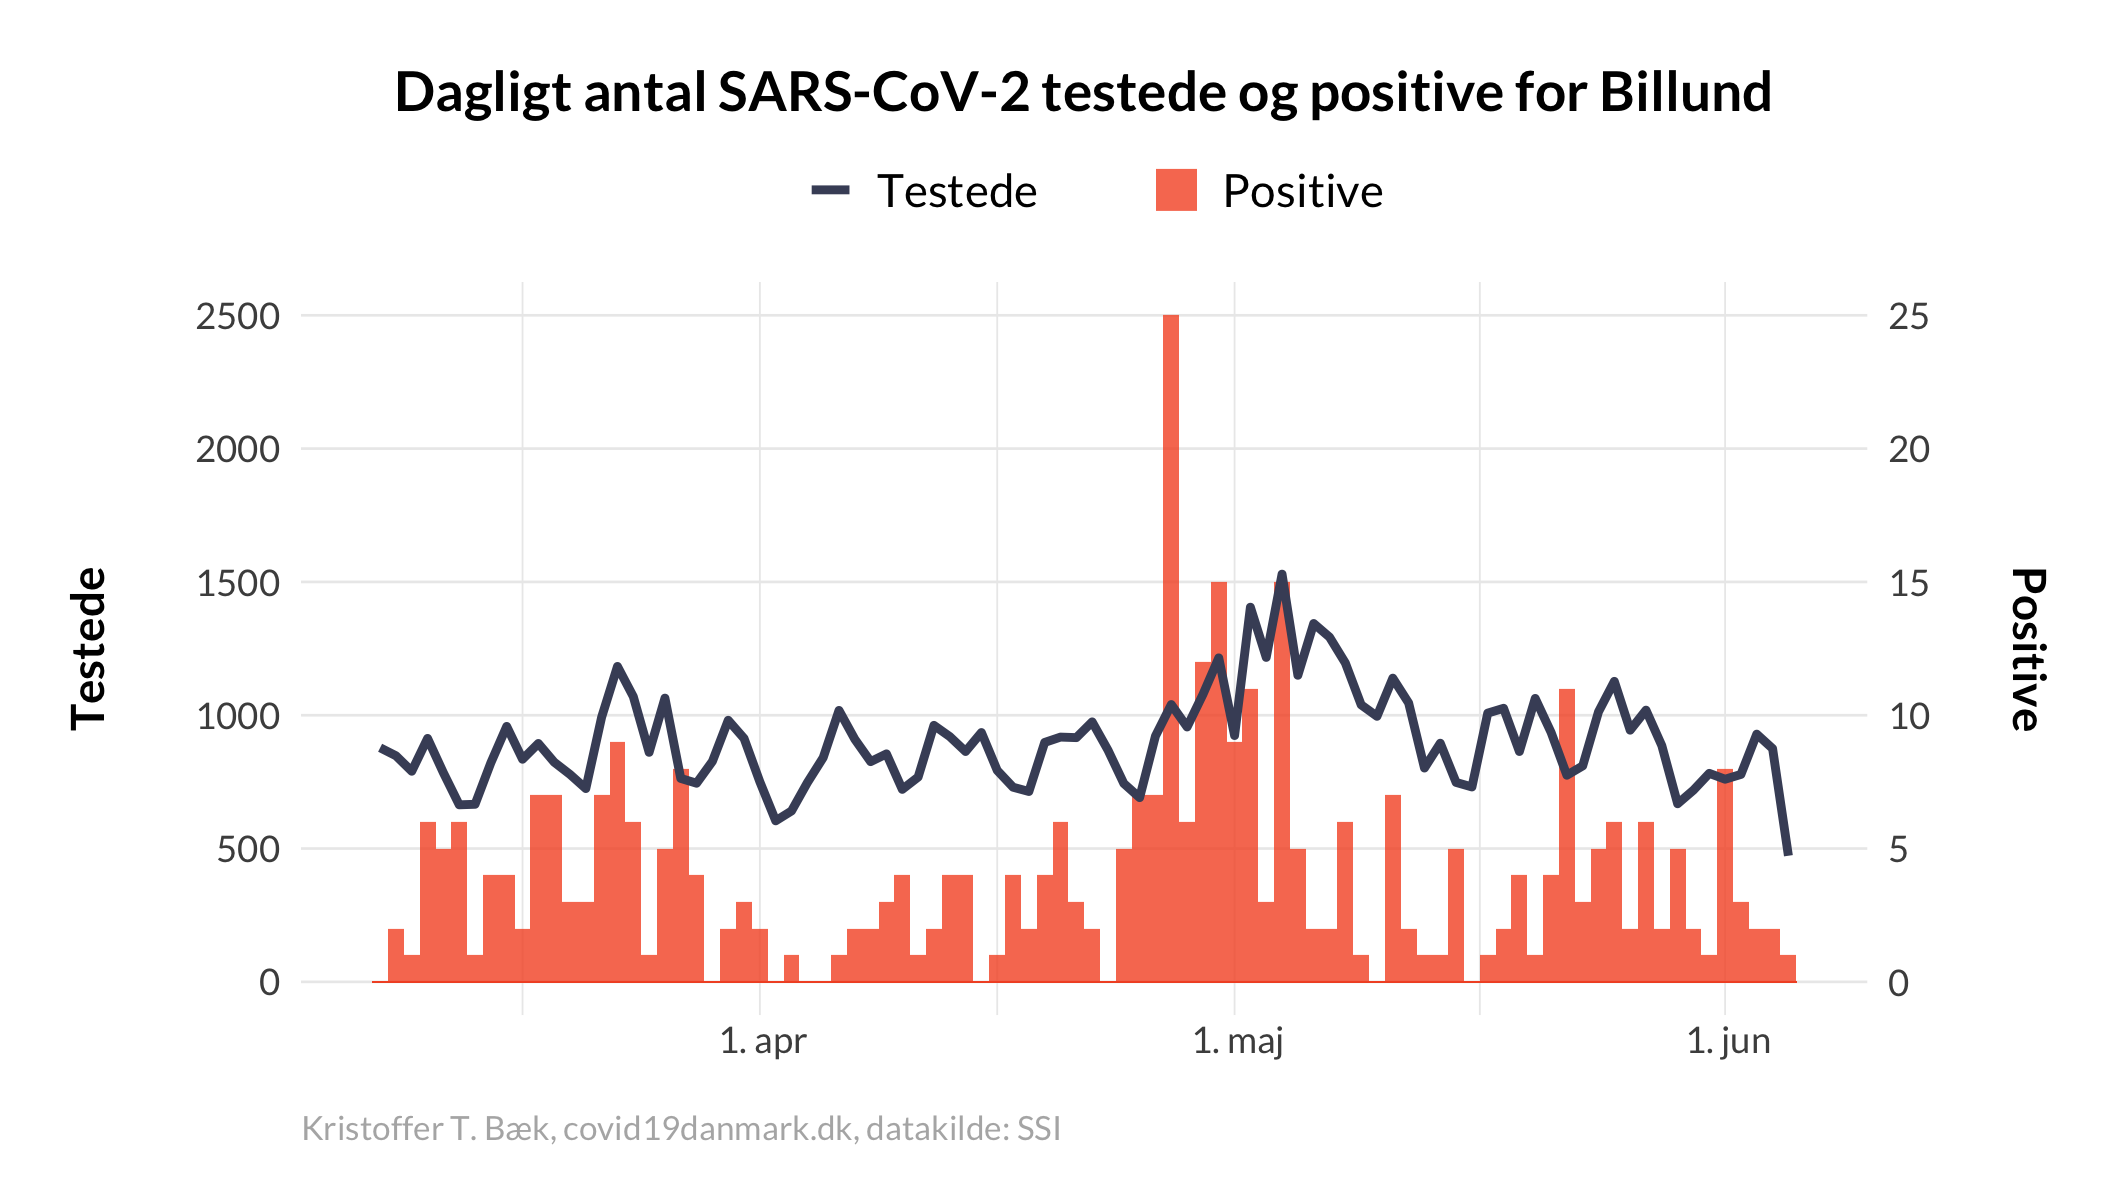 Dagligt antal SARS-CoV-2 testede og positive for Billund
Testede Positive
2500 25
2000 20
1500 15
1000 10
500 5
0 0
Testede
Positive
1. apr 1. maj 1. jun
Kristoffer T. Bæk, covid19danmark.dk, datakilde: SSI